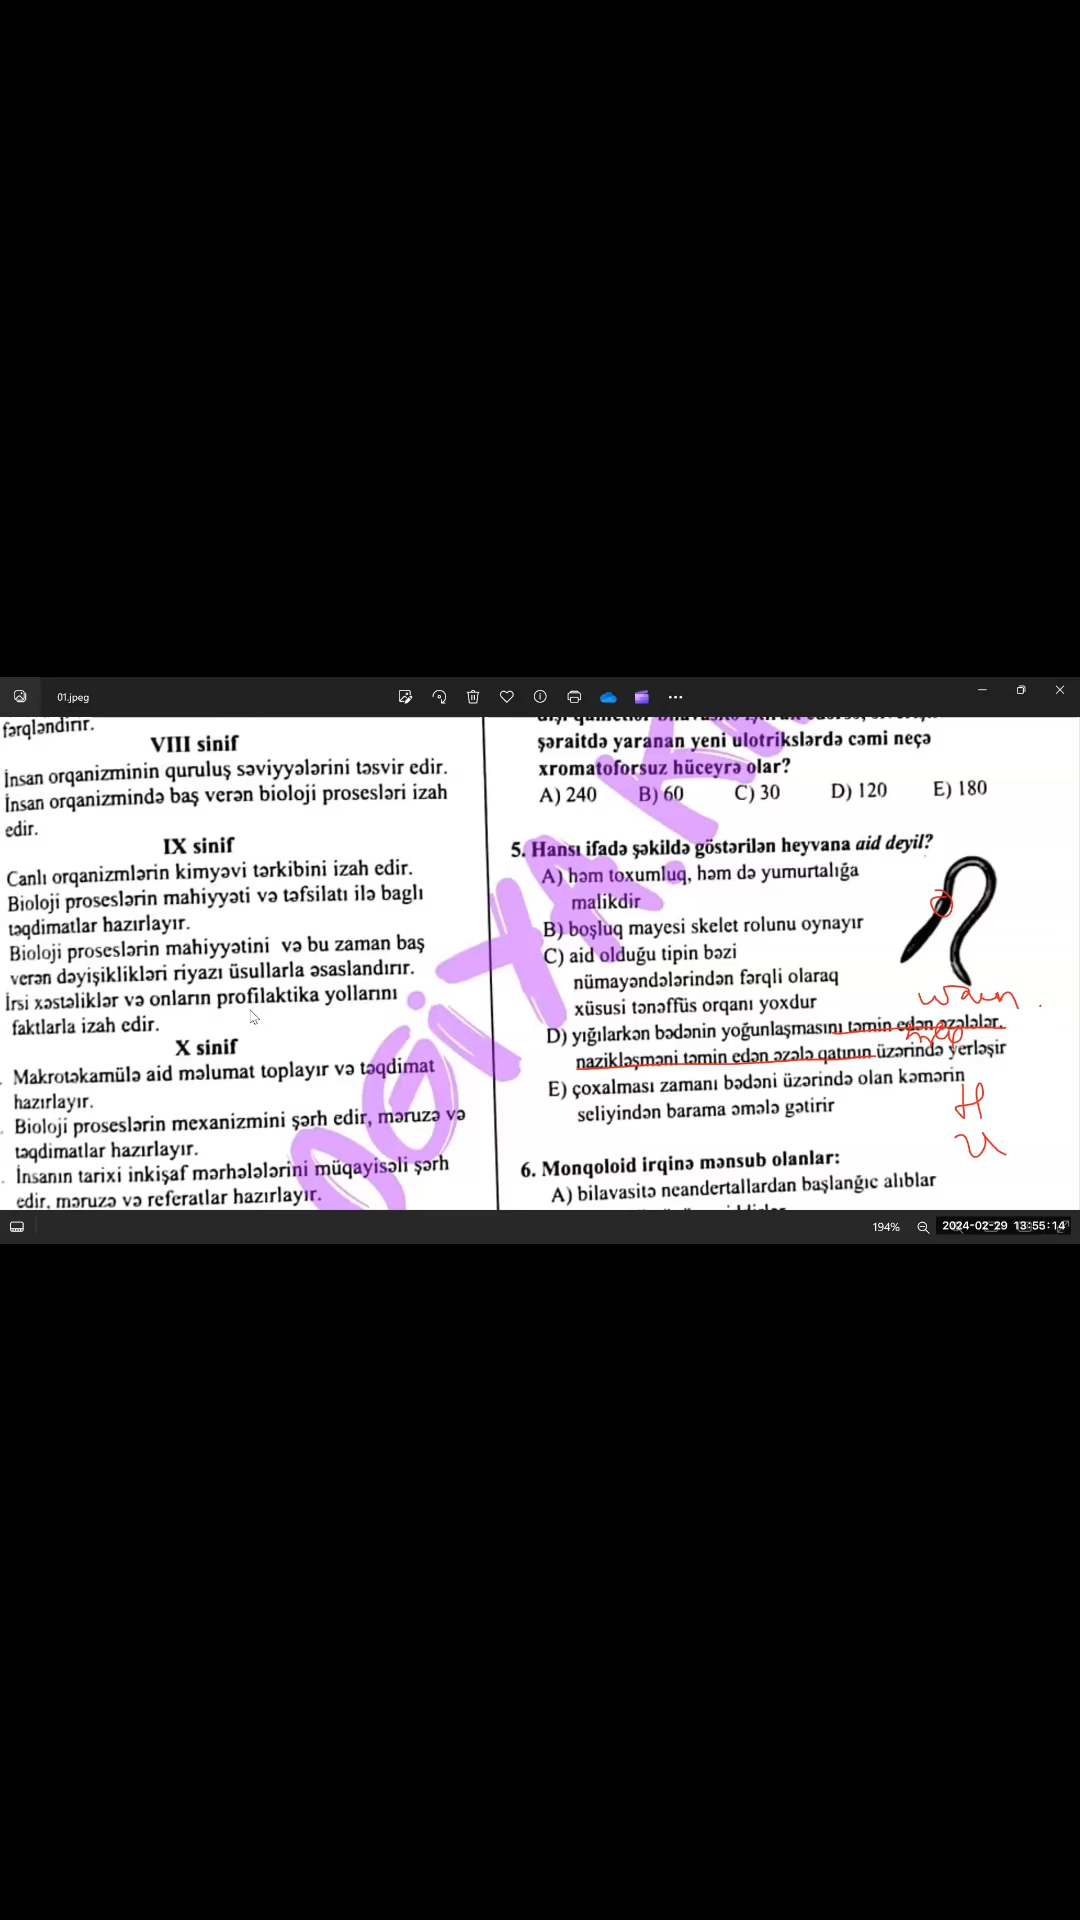 01.jpeg
fərqləndirir.
VIII sinif
İnsan orqanizminin quruluş səviyyələrini təsvir edir.
İnsan orqanizmində baş verən bioloji prosesləri izah
edir.
IX sinif
Canlı orqanizmlərin kimyəvi tərkibini izah edir.
Bioloji proseslərin mahiyyəti və təfsilatı ilə baglı
təqdimatlar hazırlayır.
Bioloji proseslərin mahiyyətini və bu zaman baş
verən dəyişiklikləri riyazı üsullarla əsaslandırır.
İrsi xəstəliklər və onların profilaktika yollarını
faktlarla izah edir.
X sinif
Makrotəkamülə aid məlumat toplayır və təqdimat
hazırlayır.
Bioloji proseslərin mexanizmini şərh edir, məruzə və
təqdimatlar hazırlayır.
İnsanın tarixi inkişaf mərhələlərini müqayisəli şərh
edir, məruzə və referatlar hazırlayır.
şəraitdə yaranan yeni ulotrikslərdə cəmi neçə
xromatoforsuz hüceyrə olar?
A) 240 B) 60 C) 30 D) 120 E) 180
5. Hansı ifadə şəkildə göstərilən heyvana aid deyil?
A) həm toxumluq, həm də yumurtalığa
malikdir
B) boşluq mayesi skelet rolunu oynayır
C) aid olduğu tipin bəzi
nümayəndələrindən fərqli olaraq
xüsusi tənəffüs orqanı yoxdur
D) yığılarkən bədənin yoğunlaşmasını təmin edən əzələlər,
nazikləşməni təmin edən əzələ qatının üzərində yerləşir
E) çoxalması zamanı bədəni üzərində olan kəmərin
seliyindən barama əmələ gətirir
6. Monqoloid irqinə mənsub olanlar:
A) bilavasitə neandertallardan başlanğıc alıblar
194%
2024-02-29 13:55:14